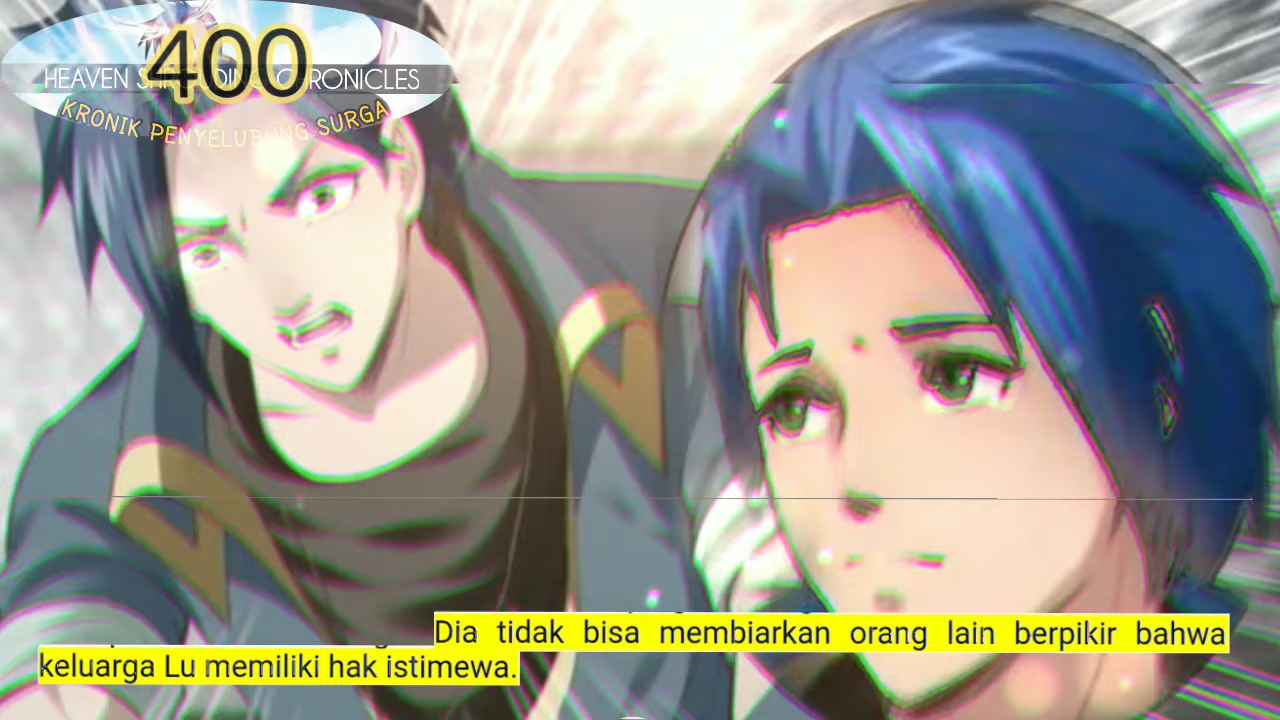 400
HEAVEN SHROUDING CHRONICLES
KRONIK PENYELUBUNG SURGA
Dia tidak bisa membiarkan orang lain berpikir bahwa
keluarga Lu memiliki hak istimewa.